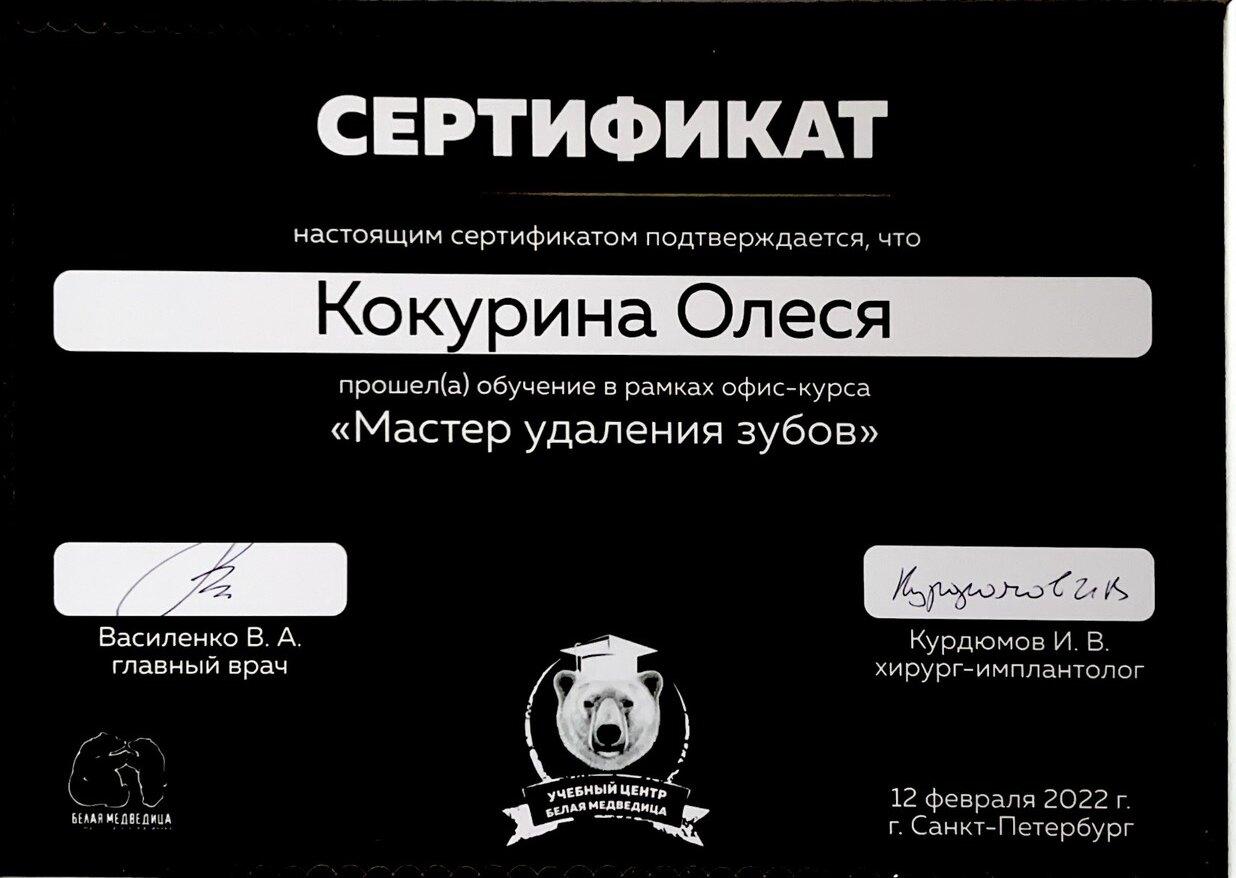 СЕРТИФИКАТ
настоящим сертификатом подтверждается, что
Кокурина Олеся
прошел(а) обучение в рамках офис-курса
«Мастер удаления зубов»
Василенко В. А.
главный врач
Курдюмов И В
Курдюмов И. В.
хирург-имплантолог
БЕЛАЯ МЕДВЕДИЦА
УЧЕБНЫЙ ЦЕНТР
БЕЛАЯ МЕДВЕДИЦА
12 февраля 2022 г.
г. Санкт-Петербург